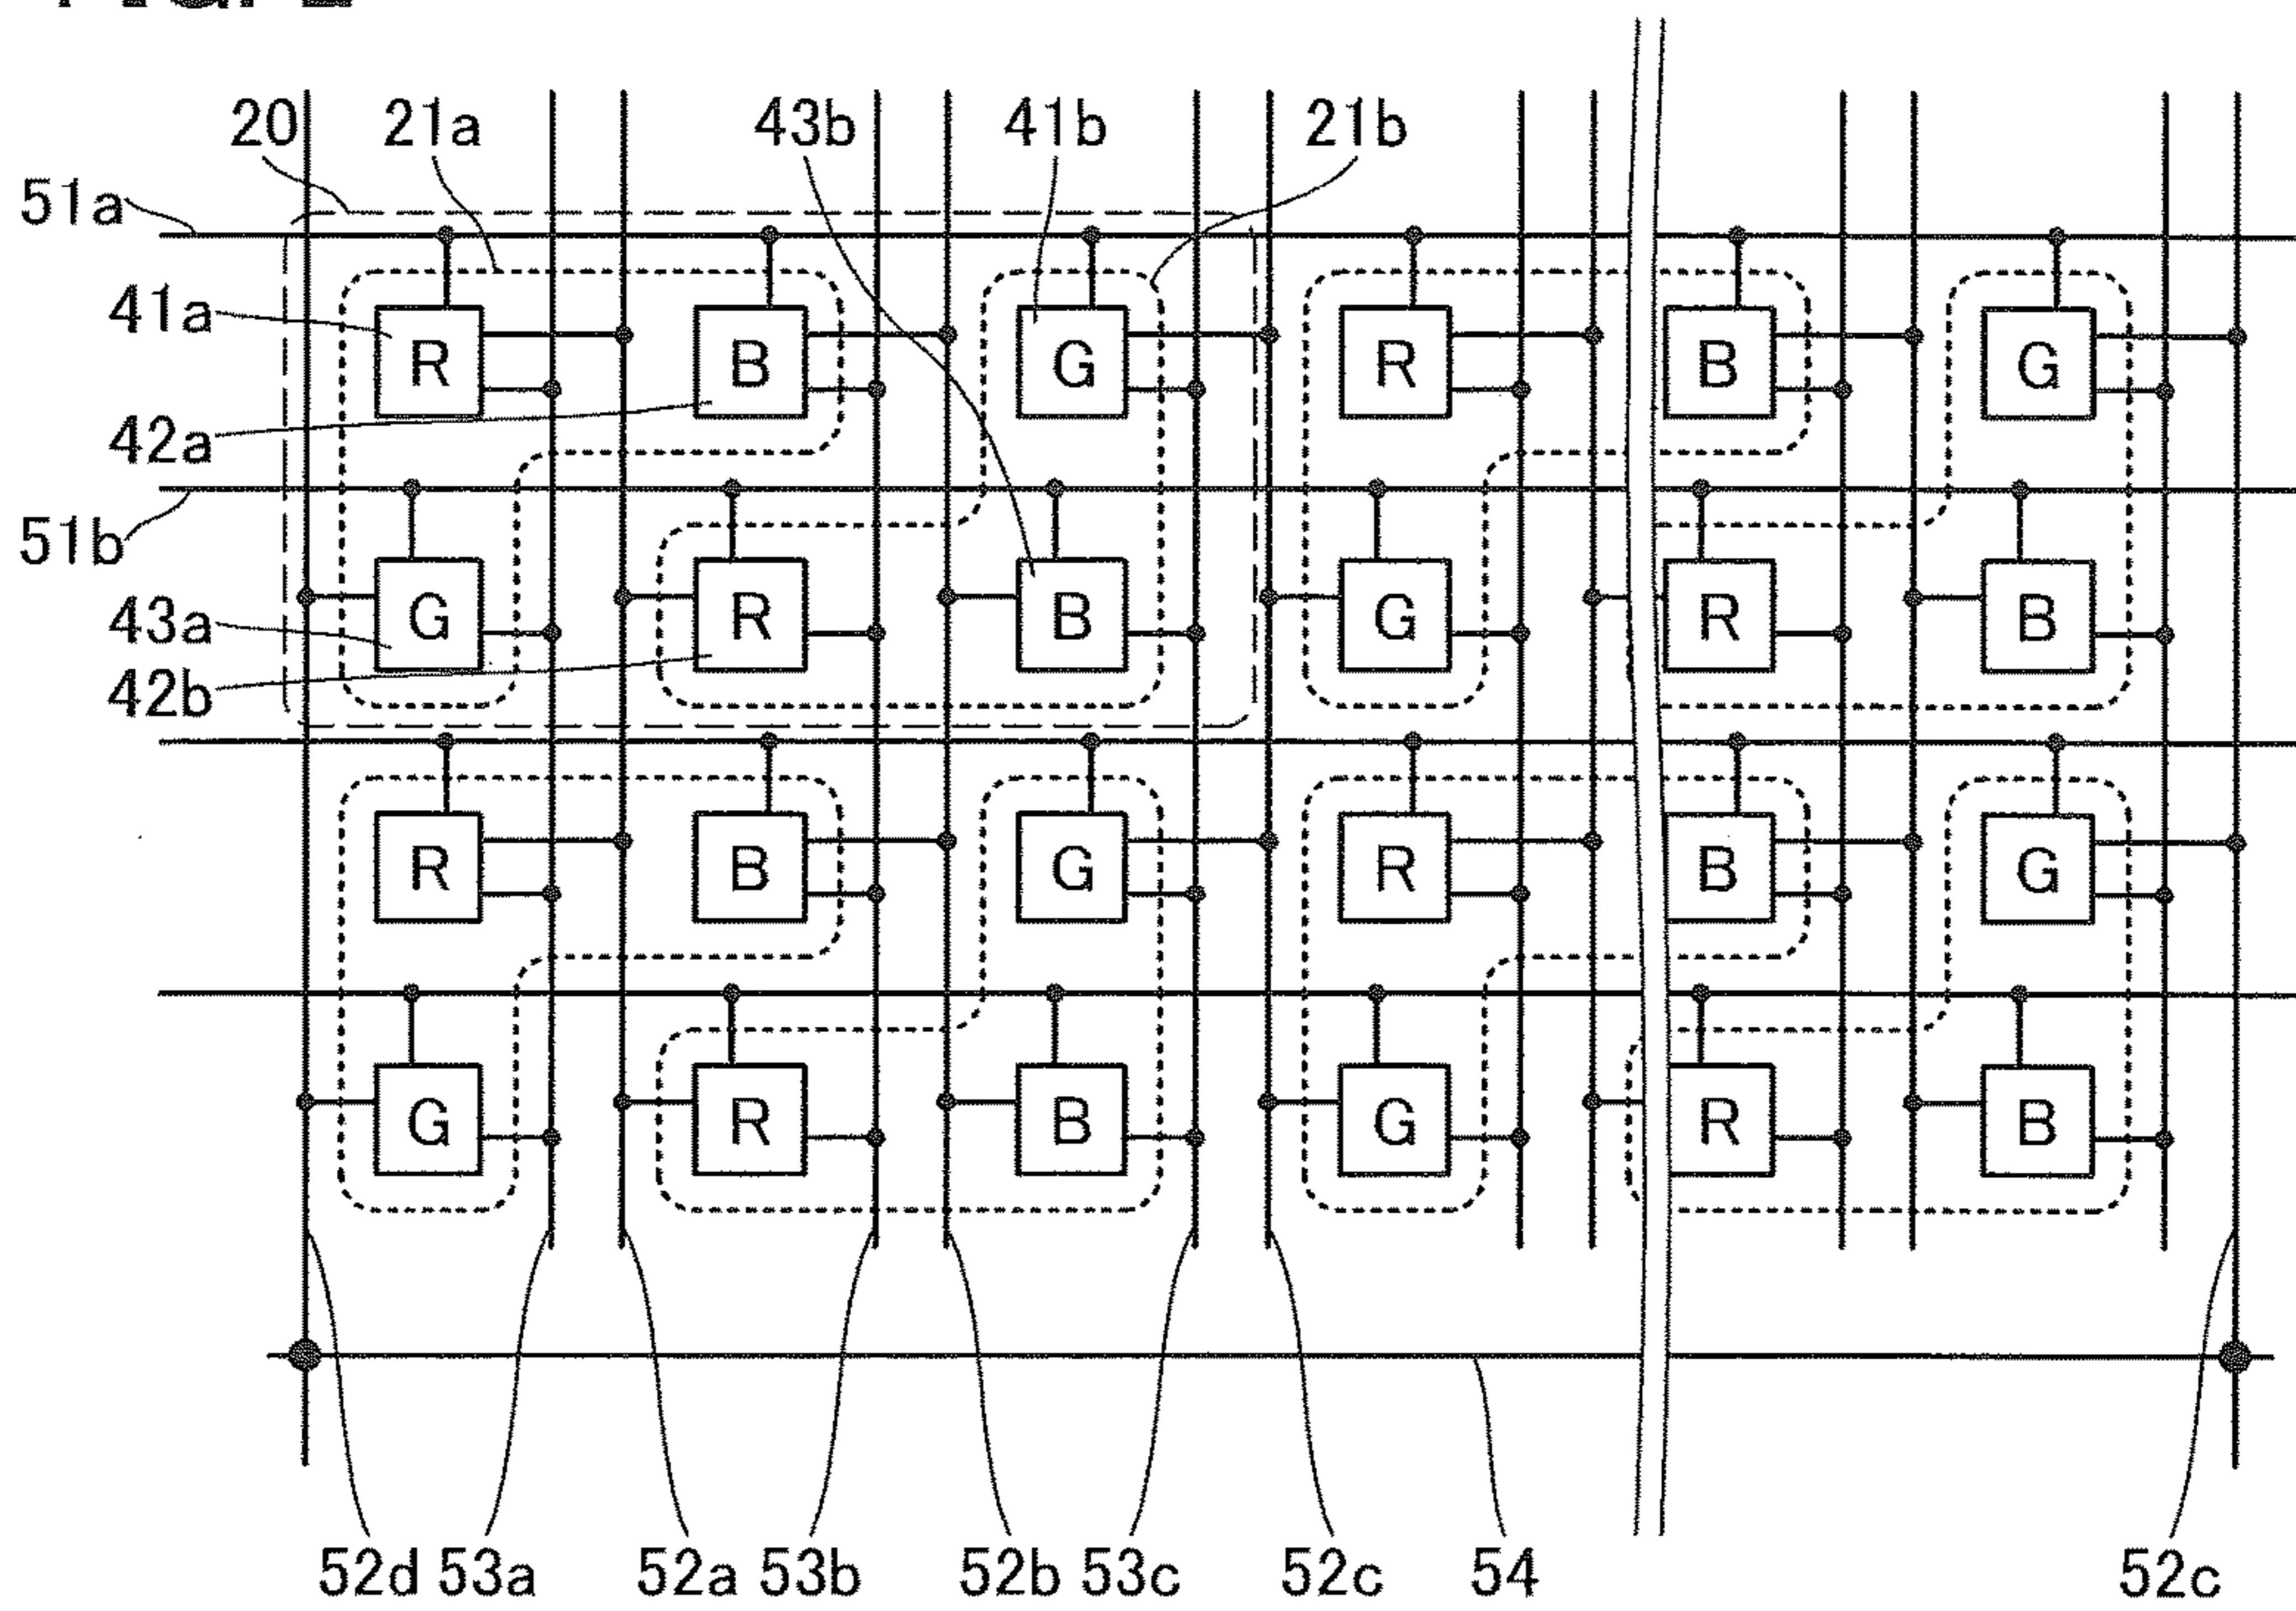 20 21a 43b 41b 21b
51a
41a R B G R B G
42a
51b
43a G R B G R B
42b
R B G R B G
G R B G R B
52d 53a 52a 53b 52b 53c 52c 54 52c